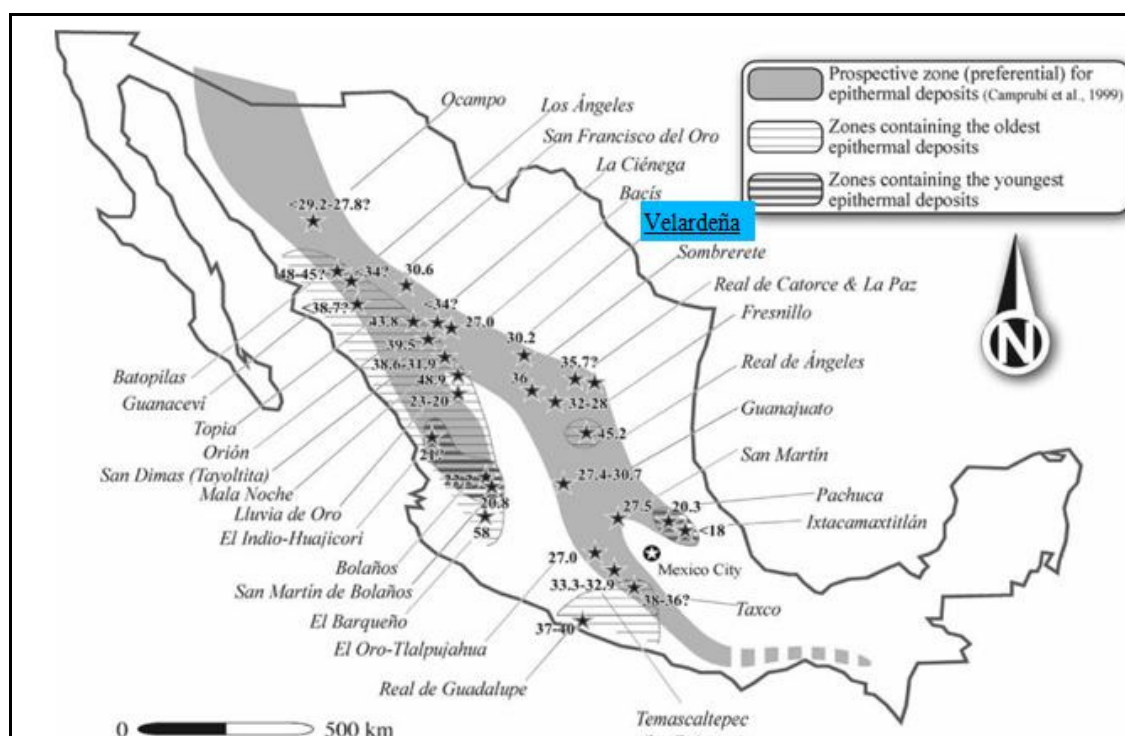 Prospective zone (preferential) for
epithermal deposits (Camprubí et al., 1999)
Zones containing the oldest
epithermal deposits
Zones containing the youngest
epithermal deposits
Ocampo
Los Ángeles
San Francisco del Oro
La Ciénega
Bacís
Velardeña
Sombrerete
Real de Catorce & La Paz
Fresnillo
Real de Ángeles
Guanajuato
San Martín
Pachuca
Ixtacamaxtitlán
Mexico City
Taxco
N
<29.2-27.8?
48-45?
<34?
30.6
<38.7?
<34?
43.8
27.0
39.5
30.2
38.6-31.9
35.7?
48.9
36
23-20
32-28
45.2
21?
27.4-30.7
20.8
27.5
20.3
58
<18
27.0
33.3-32.9
38-36?
37-40
Batopilas
Guanaceví
Topia
Orión
San Dimas (Tayoltita)
Mala Noche
Lluvia de Oro
El Indio-Huajicori
Bolaños
San Martín de Bolaños
El Barqueño
El Oro-Tlalpujahua
Real de Guadalupe
Temascaltepec
0 500 km